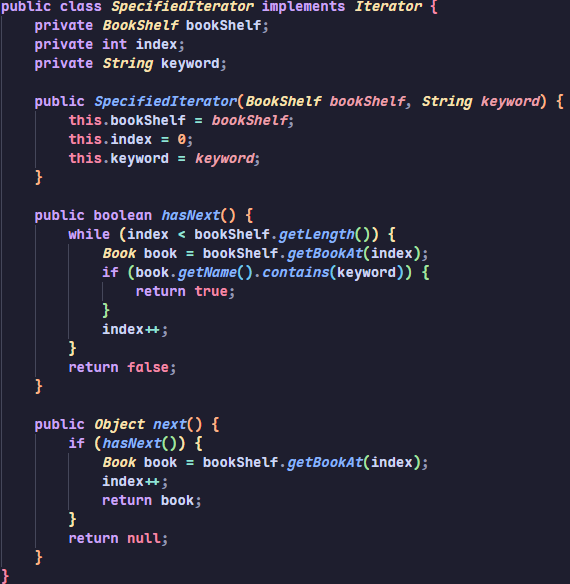 public class SpecifiedIterator implements Iterator {
    private BookShelf bookShelf;
    private int index;
    private String keyword;

    public SpecifiedIterator(BookShelf bookShelf, String keyword) {
        this.bookShelf = bookShelf;
        this.index = 0;
        this.keyword = keyword;
    }

    public boolean hasNext() {
        while (index < bookShelf.getLength()) {
            Book book = bookShelf.getBookAt(index);
            if (book.getName().contains(keyword)) {
                return true;
            }
            index++;
        }
        return false;
    }

    public Object next() {
        if (hasNext()) {
            Book book = bookShelf.getBookAt(index);
            index++;
            return book;
        }
        return null;
    }
}